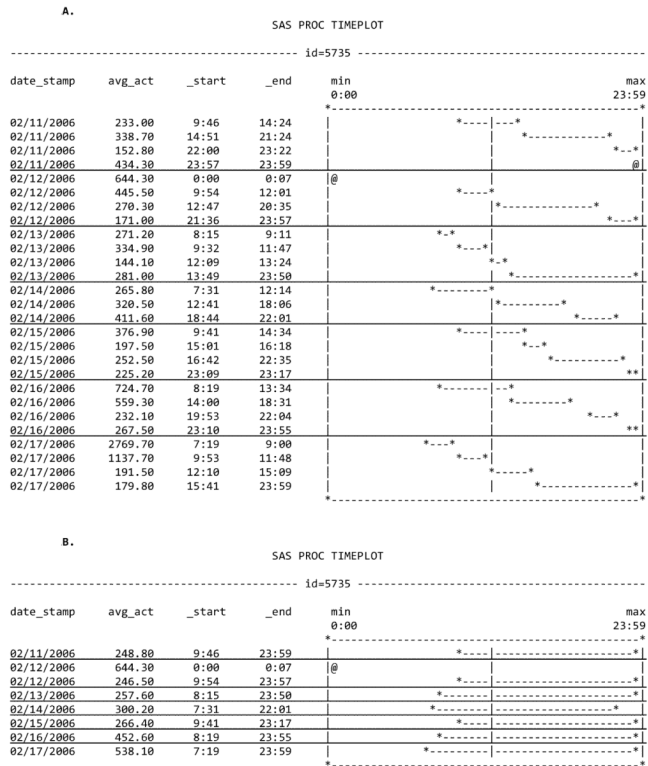 A.
SAS PROC TIMEPLOT
---------------------------------------- id=5735 ----------------------------------------
date_stamp avg_act _start _end min max
0:00 23:59
*-----------------------------------------------*
02/11/2006 233.00 9:46 14:24 | *----|---* |
02/11/2006 338.70 14:51 21:24 | | *------------* |
02/11/2006 152.80 22:00 23:22 | | *--*|
02/11/2006 434.30 23:57 23:59 | | @|
02/12/2006 644.30 0:00 0:07 |@ | |
02/12/2006 445.50 9:54 12:01 | *----* |
02/12/2006 270.30 12:47 20:35 | |*--------------* |
02/12/2006 171.00 21:36 23:57 | | *---*|
02/13/2006 271.20 8:15 9:11 | *-* | |
02/13/2006 334.90 9:32 11:47 | *---*| |
02/13/2006 144.10 12:09 13:24 | *-* |
02/13/2006 281.00 13:49 23:50 | | *------------------*|
02/14/2006 265.80 7:31 12:14 | *--------* |
02/14/2006 320.50 12:41 18:06 | |*---------* |
02/14/2006 411.60 18:44 22:01 | | *-----* |
02/15/2006 376.90 9:41 14:34 | *----|----* |
02/15/2006 197.50 15:01 16:18 | | *--* |
02/15/2006 252.50 16:42 22:35 | | *----------* |
02/15/2006 225.20 23:09 23:17 | | **|
02/16/2006 724.70 8:19 13:34 | *-------|--* |
02/16/2006 559.30 14:00 18:31 | | *--------* |
02/16/2006 232.10 19:53 22:04 | | *---* |
02/16/2006 267.50 23:10 23:55 | | **|
02/17/2006 2769.70 7:19 9:00 | *---* | |
02/17/2006 1137.70 9:53 11:48 | *---*| |
02/17/2006 191.50 12:10 15:09 | *-----* |
02/17/2006 179.80 15:41 23:59 | | *--------------*|
*-----------------------------------------------*
B.
SAS PROC TIMEPLOT
---------------------------------------- id=5735 ----------------------------------------
date_stamp avg_act _start _end min max
0:00 23:59
*-----------------------------------------------*
02/11/2006 248.80 9:46 23:59 | *----|---------------------*|
02/12/2006 644.30 0:00 0:07 |@ | |
02/12/2006 246.50 9:54 23:57 | *----|---------------------*|
02/13/2006 257.60 8:15 23:50 | *-------|---------------------*|
02/14/2006 300.20 7:31 22:01 | *--------|------------------* |
02/15/2006 266.40 9:41 23:17 | *----|---------------------*|
02/16/2006 452.60 8:19 23:55 | *-------|---------------------*|
02/17/2006 538.10 7:19 23:59 | *---------|---------------------*|
*-----------------------------------------------*